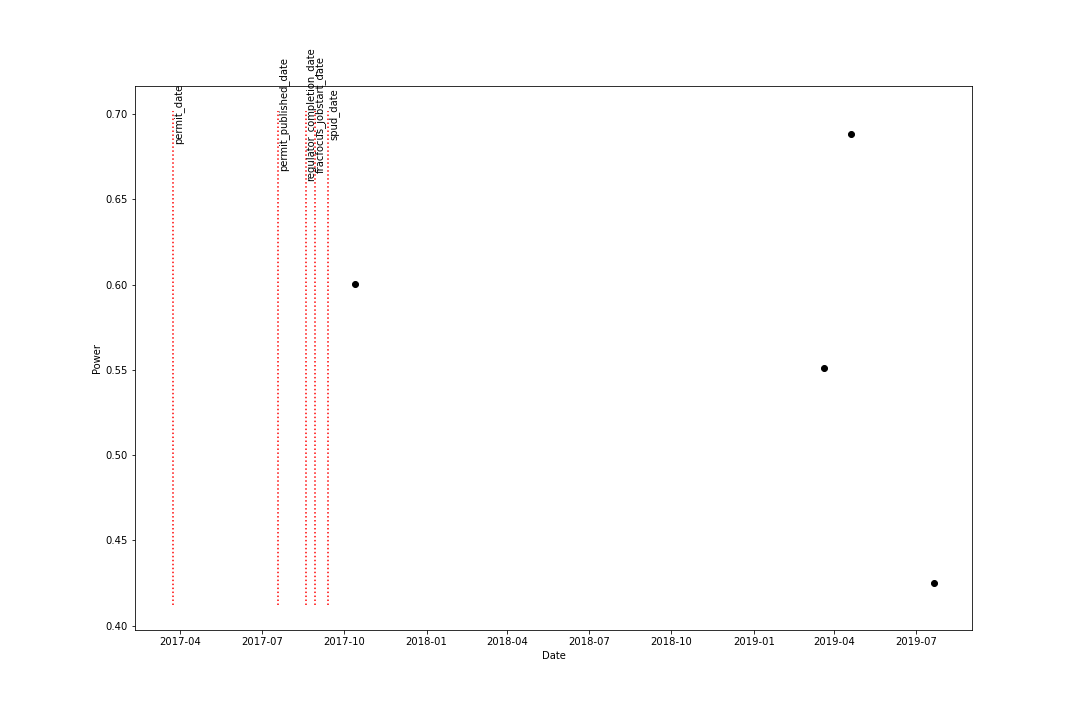 permit_date
permit_published_date
regulator_completion_date
fracfocus_jobstart_date
spud_date
0.70
0.65
0.60
0.55
0.50
0.45
0.40
Power
2017-04 2017-07 2017-10 2018-01 2018-04 2018-07 2018-10 2019-01 2019-04 2019-07
Date